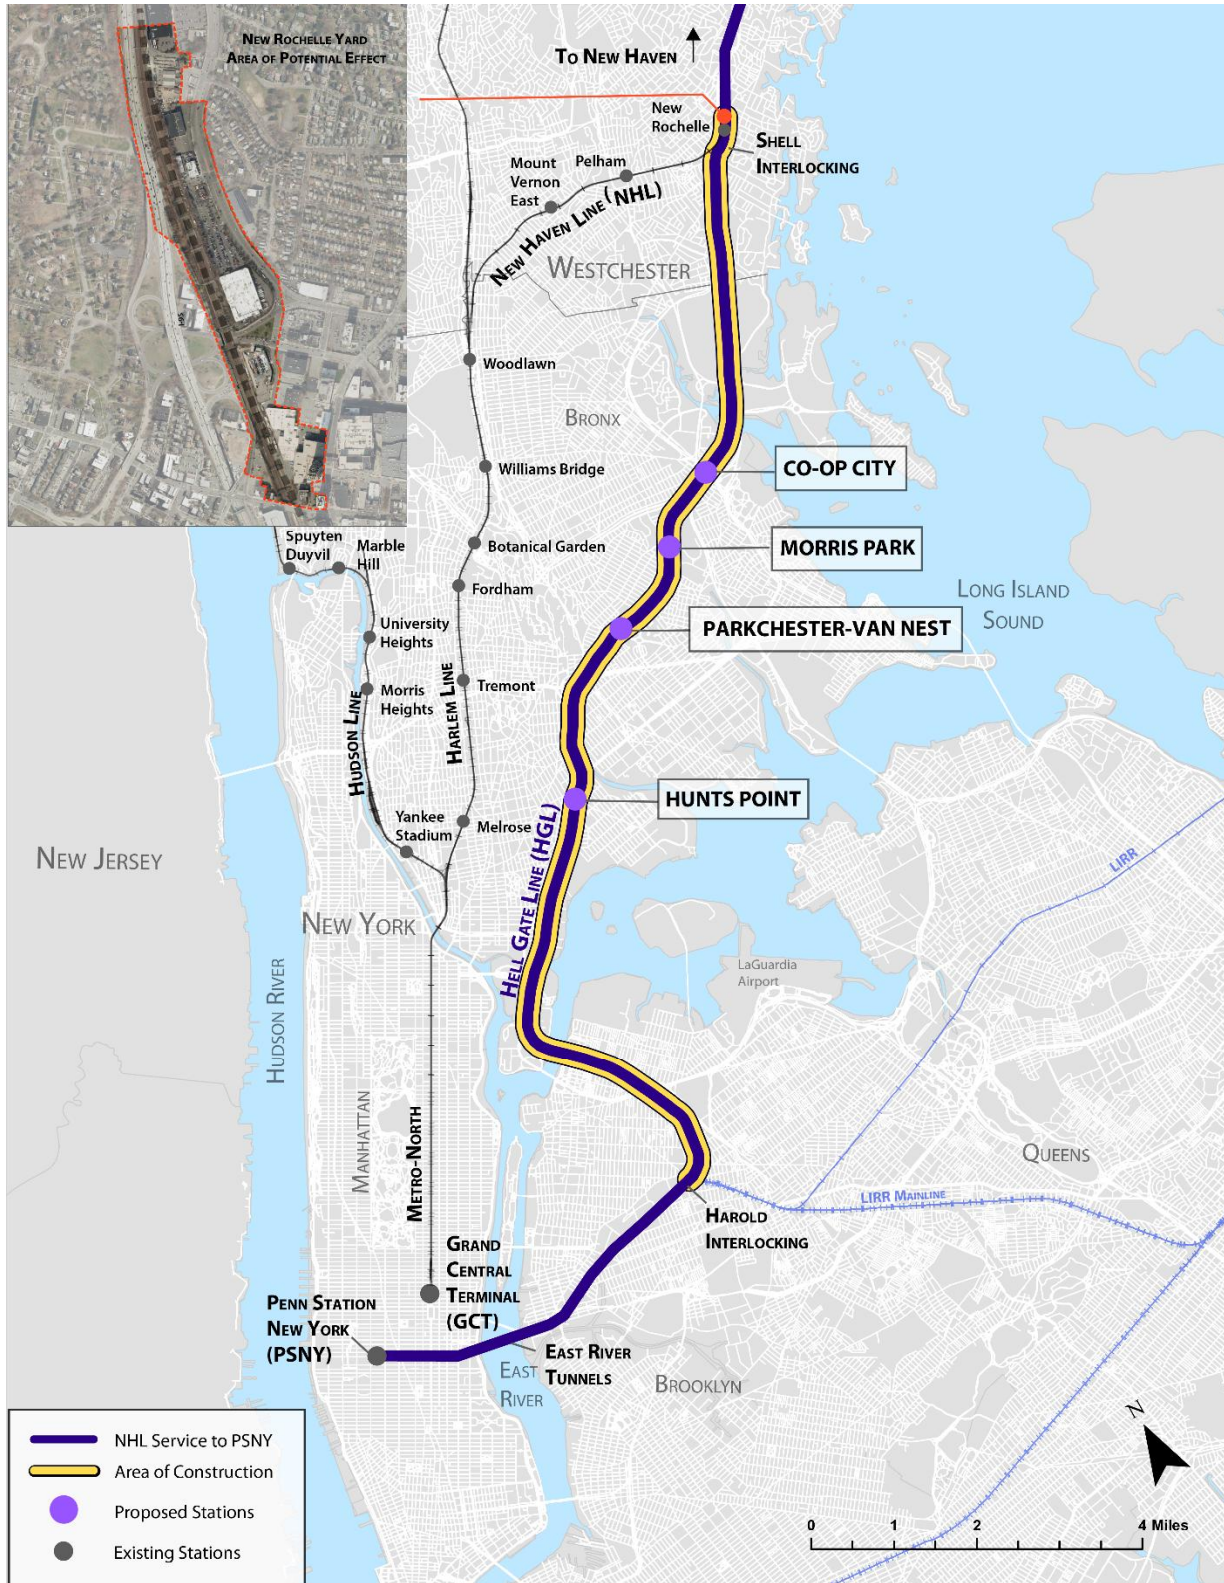 New Rochelle Yard
Area of Potential Effect
I-95
To New Haven
New
Rochelle
Shell
Interlocking
Pelham
Mount
Vernon
East
New Haven Line (NHL)
Westchester
Woodlawn
Bronx
Williams Bridge
CO-OP CITY
Botanical Garden
MORRIS PARK
Spuyten
Duyvil
Marble
Hill
Fordham
Long Island
Sound
University
Heights
PARKCHESTER-VAN NEST
Morris
Heights
Tremont
Hudson Line
Harlem Line
HUNTS POINT
Yankee
Stadium
Melrose
New Jersey
Hell Gate Line (HGL)
LIRR
New York
LaGuardia
Airport
Hudson River
Manhattan
Metro-North
Queens
LIRR Mainline
Harold
Interlocking
Grand
Central
Terminal
(GCT)
Penn Station
New York
(PSNY)
East River
Tunnels
East
River
Brooklyn
N
NHL Service to PSNY
Area of Construction
Proposed Stations
Existing Stations
0 1 2 4 Miles